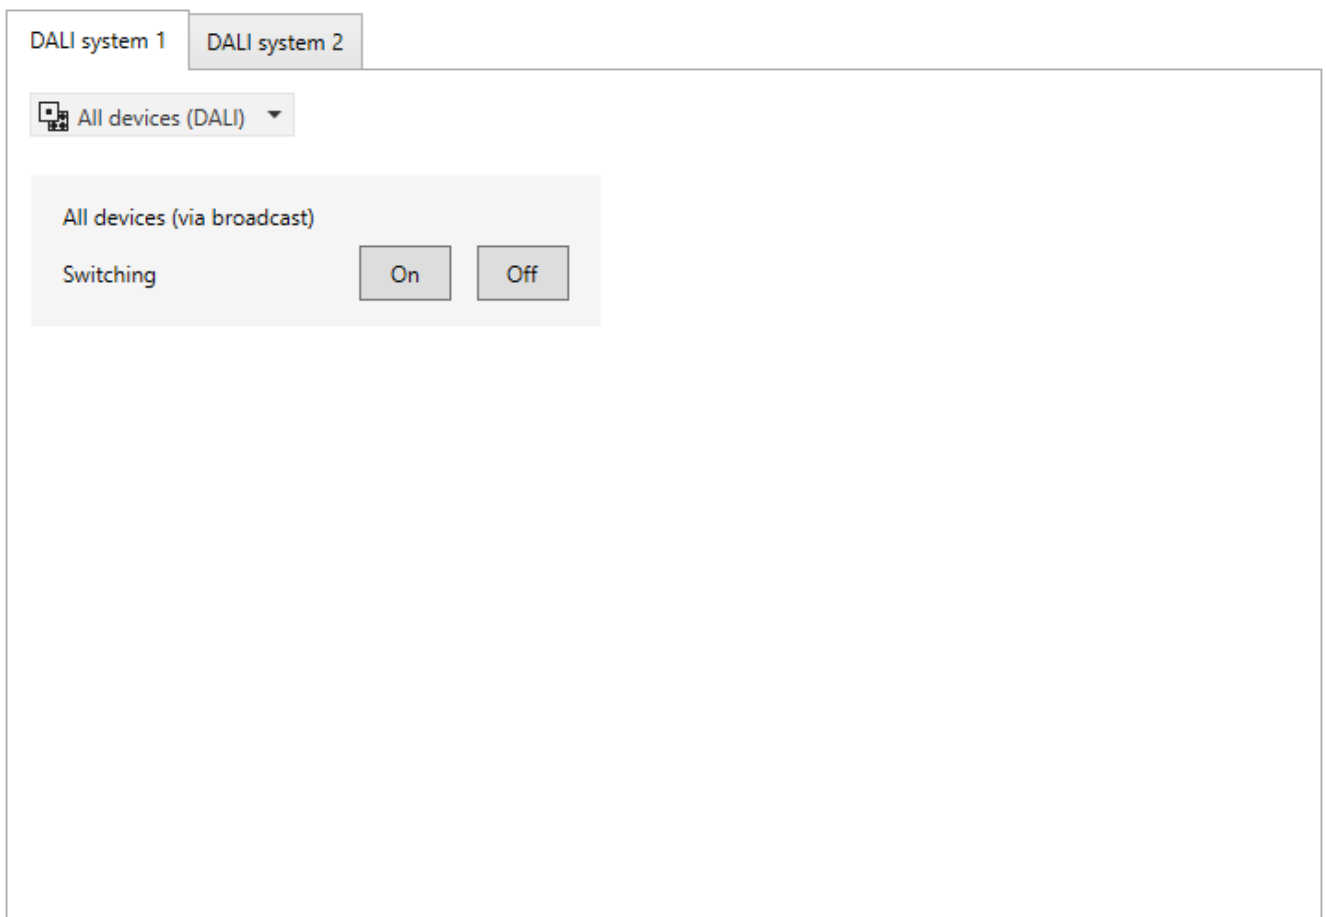 DALI system 1
DALI system 2
All devices (DALI)
All devices (via broadcast)
Switching On Off